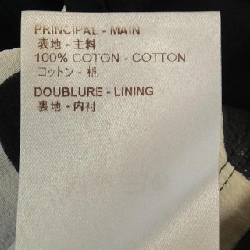 PRINCIPAL - MAIN
表地 - 主料
100% COTON - COTTON
コットン - 棉
DOUBLURE - LINING
裏地 - 内衬